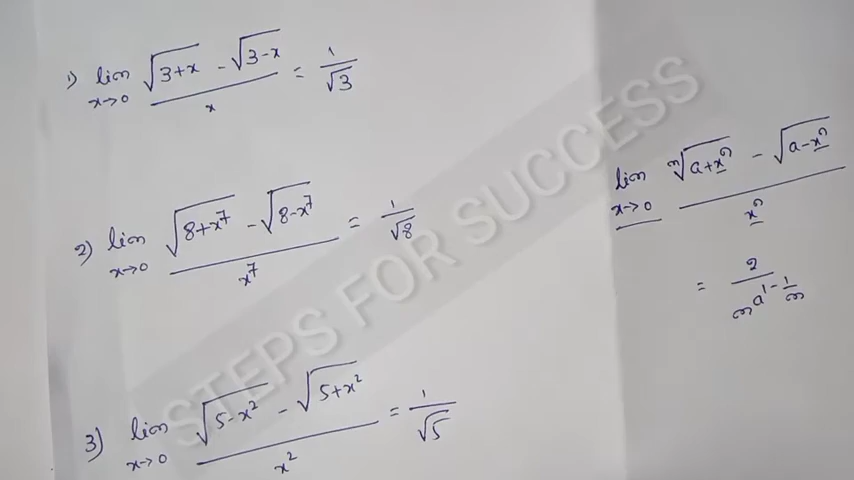 1) lim x→0 (√(3+x) - √(3-x)) / x = 1/√3
2) lim x→0 (√(8+x⁷) - √(8-x⁷)) / x⁷ = 1/√8
3) lim x→0 (√(5-x²) - √(5+x²)) / x² = 1/√5
lim x→0 (ᵐ√(a+xⁿ) - √(a-xⁿ)) / xⁿ
= 2 / (m a^(1-1/m))
STEPS FOR SUCCESS